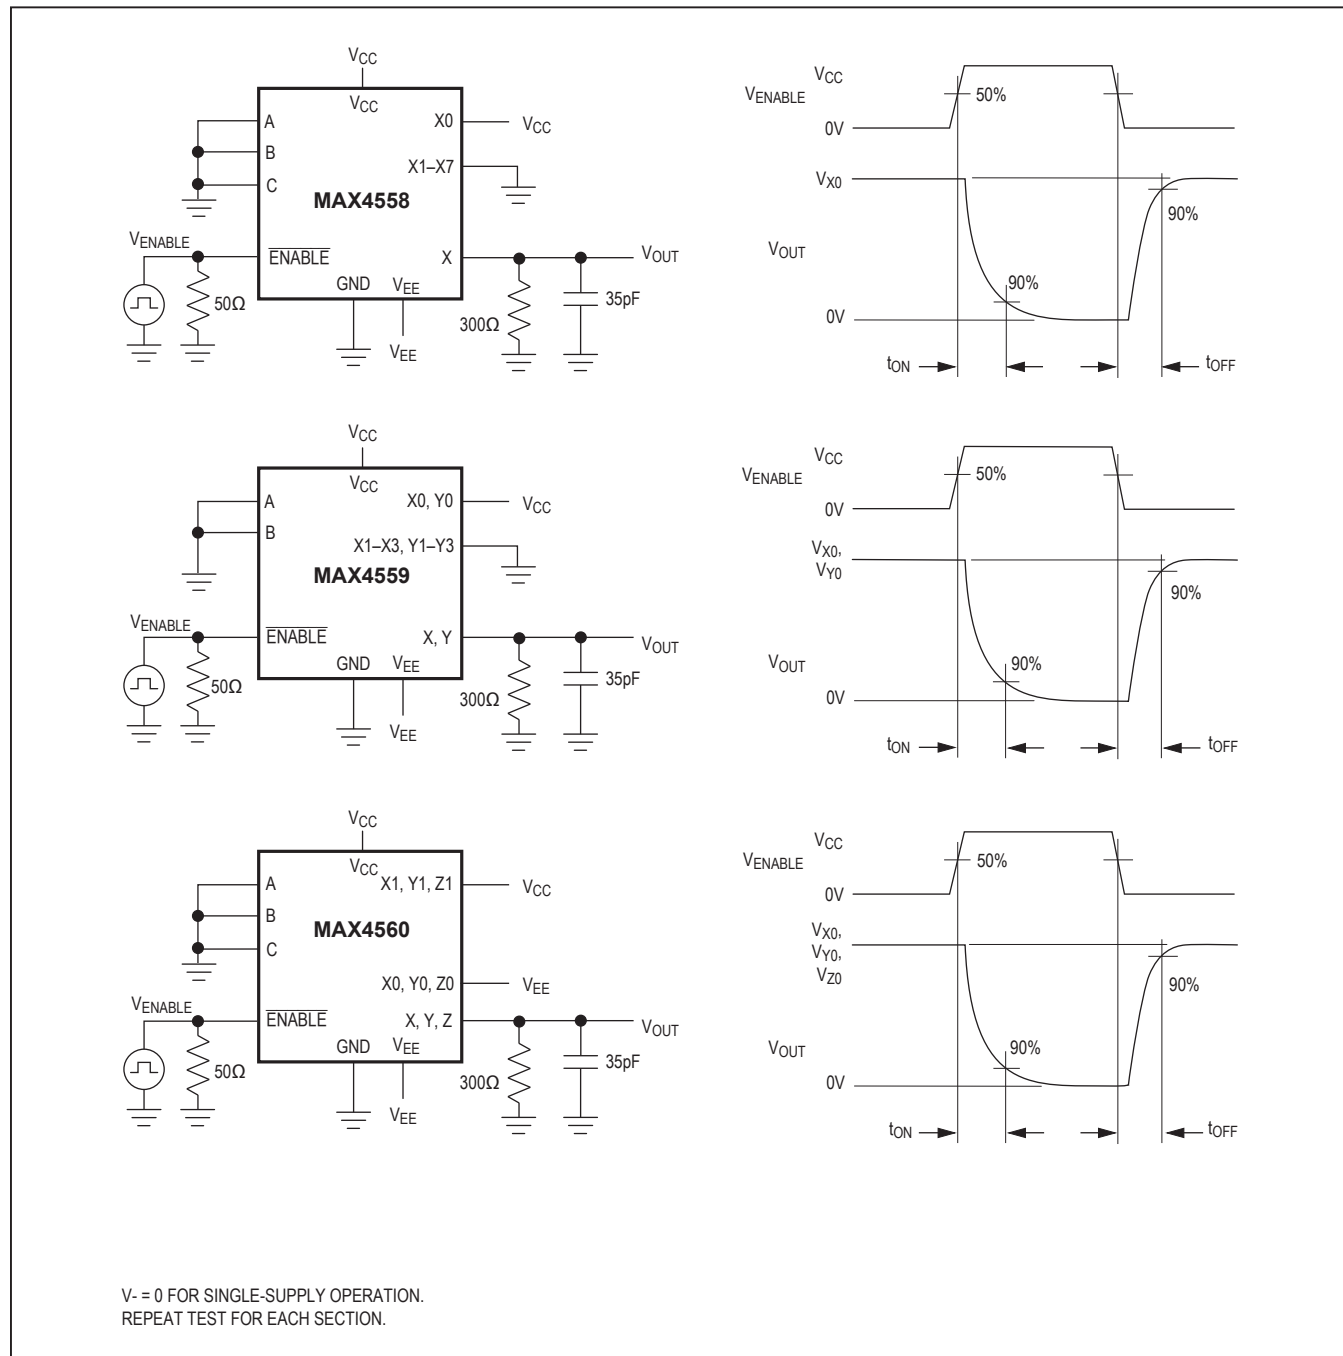 VCC
VCC
A
X0
VCC
B
X1–X7
C
MAX4558
VENABLE
ENABLE
X
VOUT
GND
VEE
50Ω
300Ω
35pF
VEE
VCC
VENABLE
50%
0V
VX0
90%
VOUT
90%
0V
tON
tOFF
VCC
VCC
A
X0, Y0
VCC
B
X1–X3, Y1–Y3
MAX4559
VENABLE
ENABLE
X, Y
VOUT
GND
VEE
50Ω
300Ω
35pF
VEE
VCC
VENABLE
50%
0V
VX0,
VY0
90%
VOUT
90%
0V
tON
tOFF
VCC
VCC
A
X1, Y1, Z1
VCC
B
MAX4560
C
X0, Y0, Z0
VEE
VENABLE
ENABLE
X, Y, Z
VOUT
GND
VEE
50Ω
300Ω
35pF
VEE
VCC
VENABLE
50%
0V
VX0,
VY0,
VZ0
90%
VOUT
90%
0V
tON
tOFF
V- = 0 FOR SINGLE-SUPPLY OPERATION.
REPEAT TEST FOR EACH SECTION.